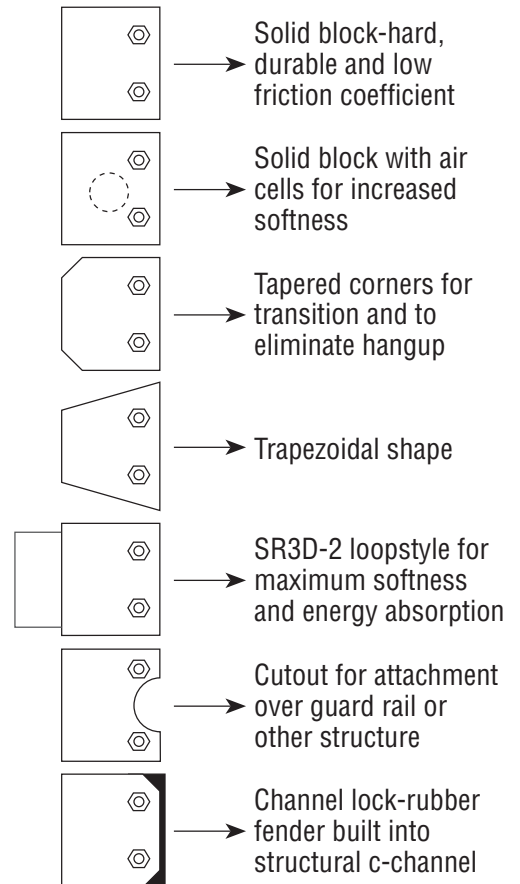 Solid block-hard,
durable and low
friction coefficient
Solid block with air
cells for increased
softness
Tapered corners for
transition and to
eliminate hangup
Trapezoidal shape
SR3D-2 loopstyle for
maximum softness
and energy absorption
Cutout for attachment
over guard rail or
other structure
Channel lock-rubber
fender built into
structural c-channel